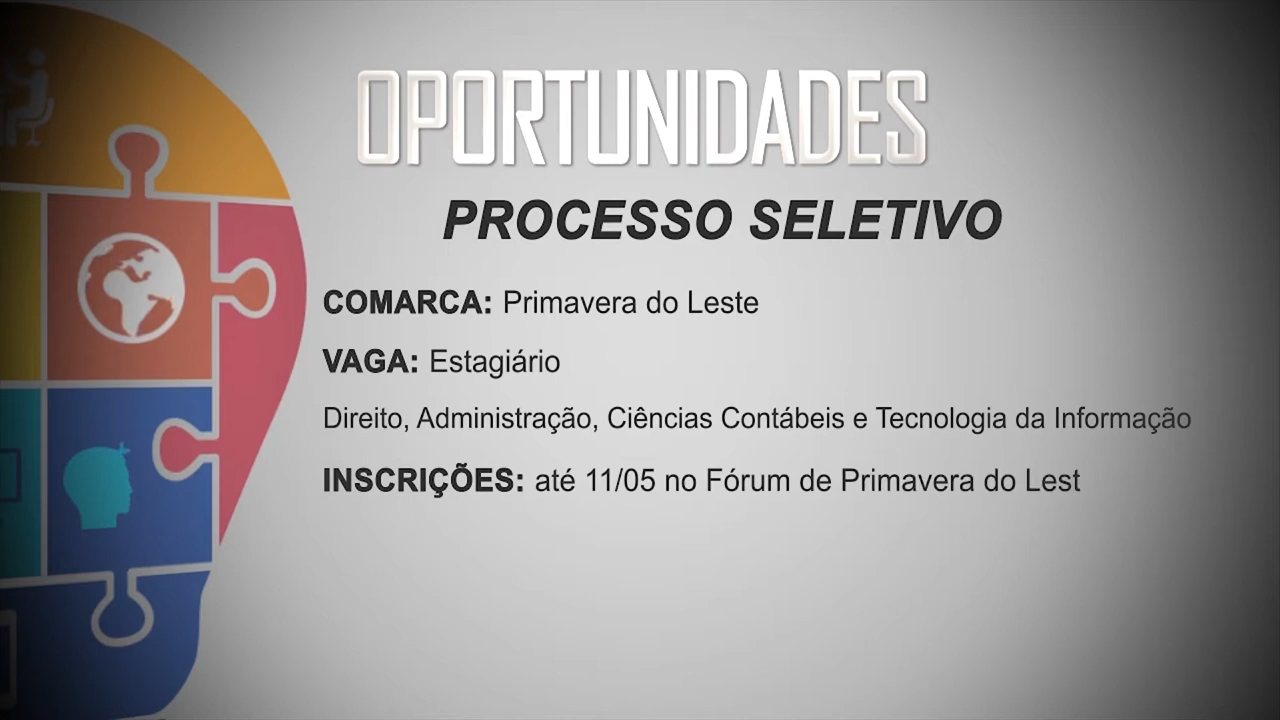 OPORTUNIDADES
PROCESSO SELETIVO
COMARCA: Primavera do Leste
VAGA: Estagiário
Direito, Administração, Ciências Contábeis e Tecnologia da Informação
INSCRIÇÕES: até 11/05 no Fórum de Primavera do Lest